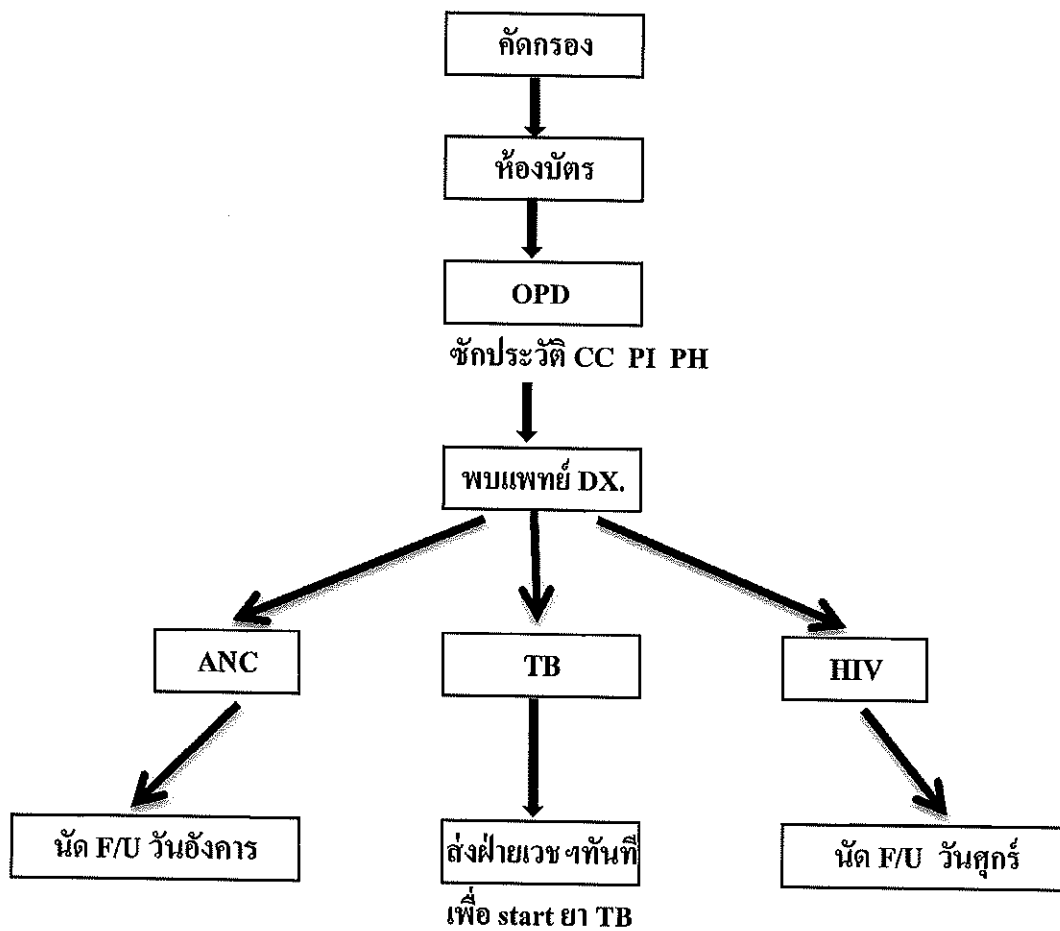 คัดกรอง
ห้องบัตร
OPD
ซักประวัติ CC PI PH
พบแพทย์ DX.
ANC
TB
HIV
นัด F/U วันอังคาร
ส่งฝ่ายเวชฯทันที
เพื่อ start ยา TB
นัด F/U วันศุกร์